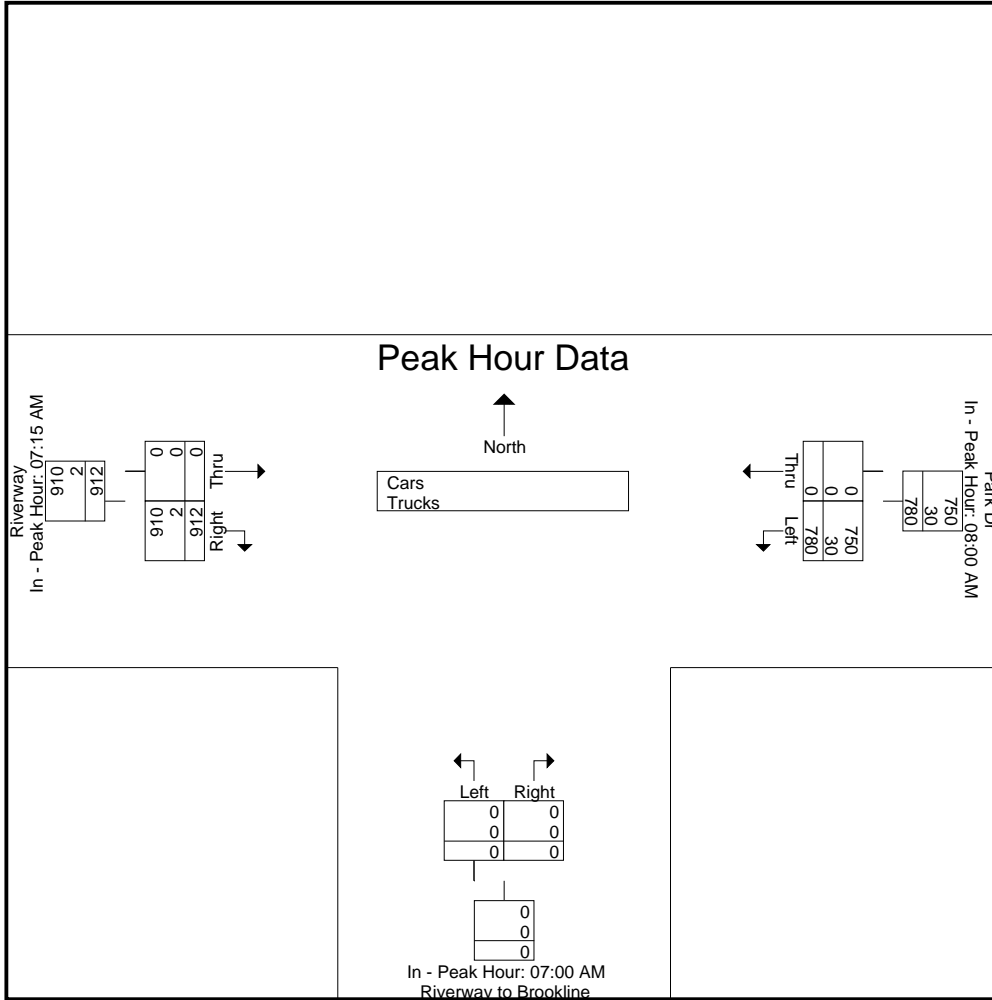 Peak Hour Data
North
Cars
Trucks
Riverway
In - Peak Hour: 07:15 AM
910
2
912
0
0
0
Thru
910
2
912
Right
Park Dr
In - Peak Hour: 08:00 AM
750
30
780
Thru
0
0
0
Left
750
30
780
Left Right
0 0
0 0
0 0
0
0
0
In - Peak Hour: 07:00 AM
Riverway to Brookline